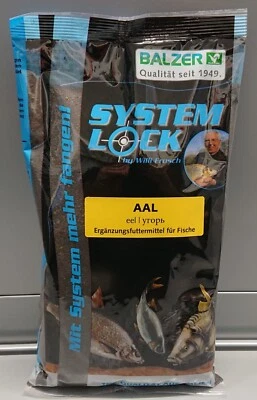 BALZER
Qualität seit 1949.
SYSTEM
LOCK
by Willi Frosch
Mit System mehr fangen!
AAL
eel | угорь
Ergänzungsfuttermittel für Fische